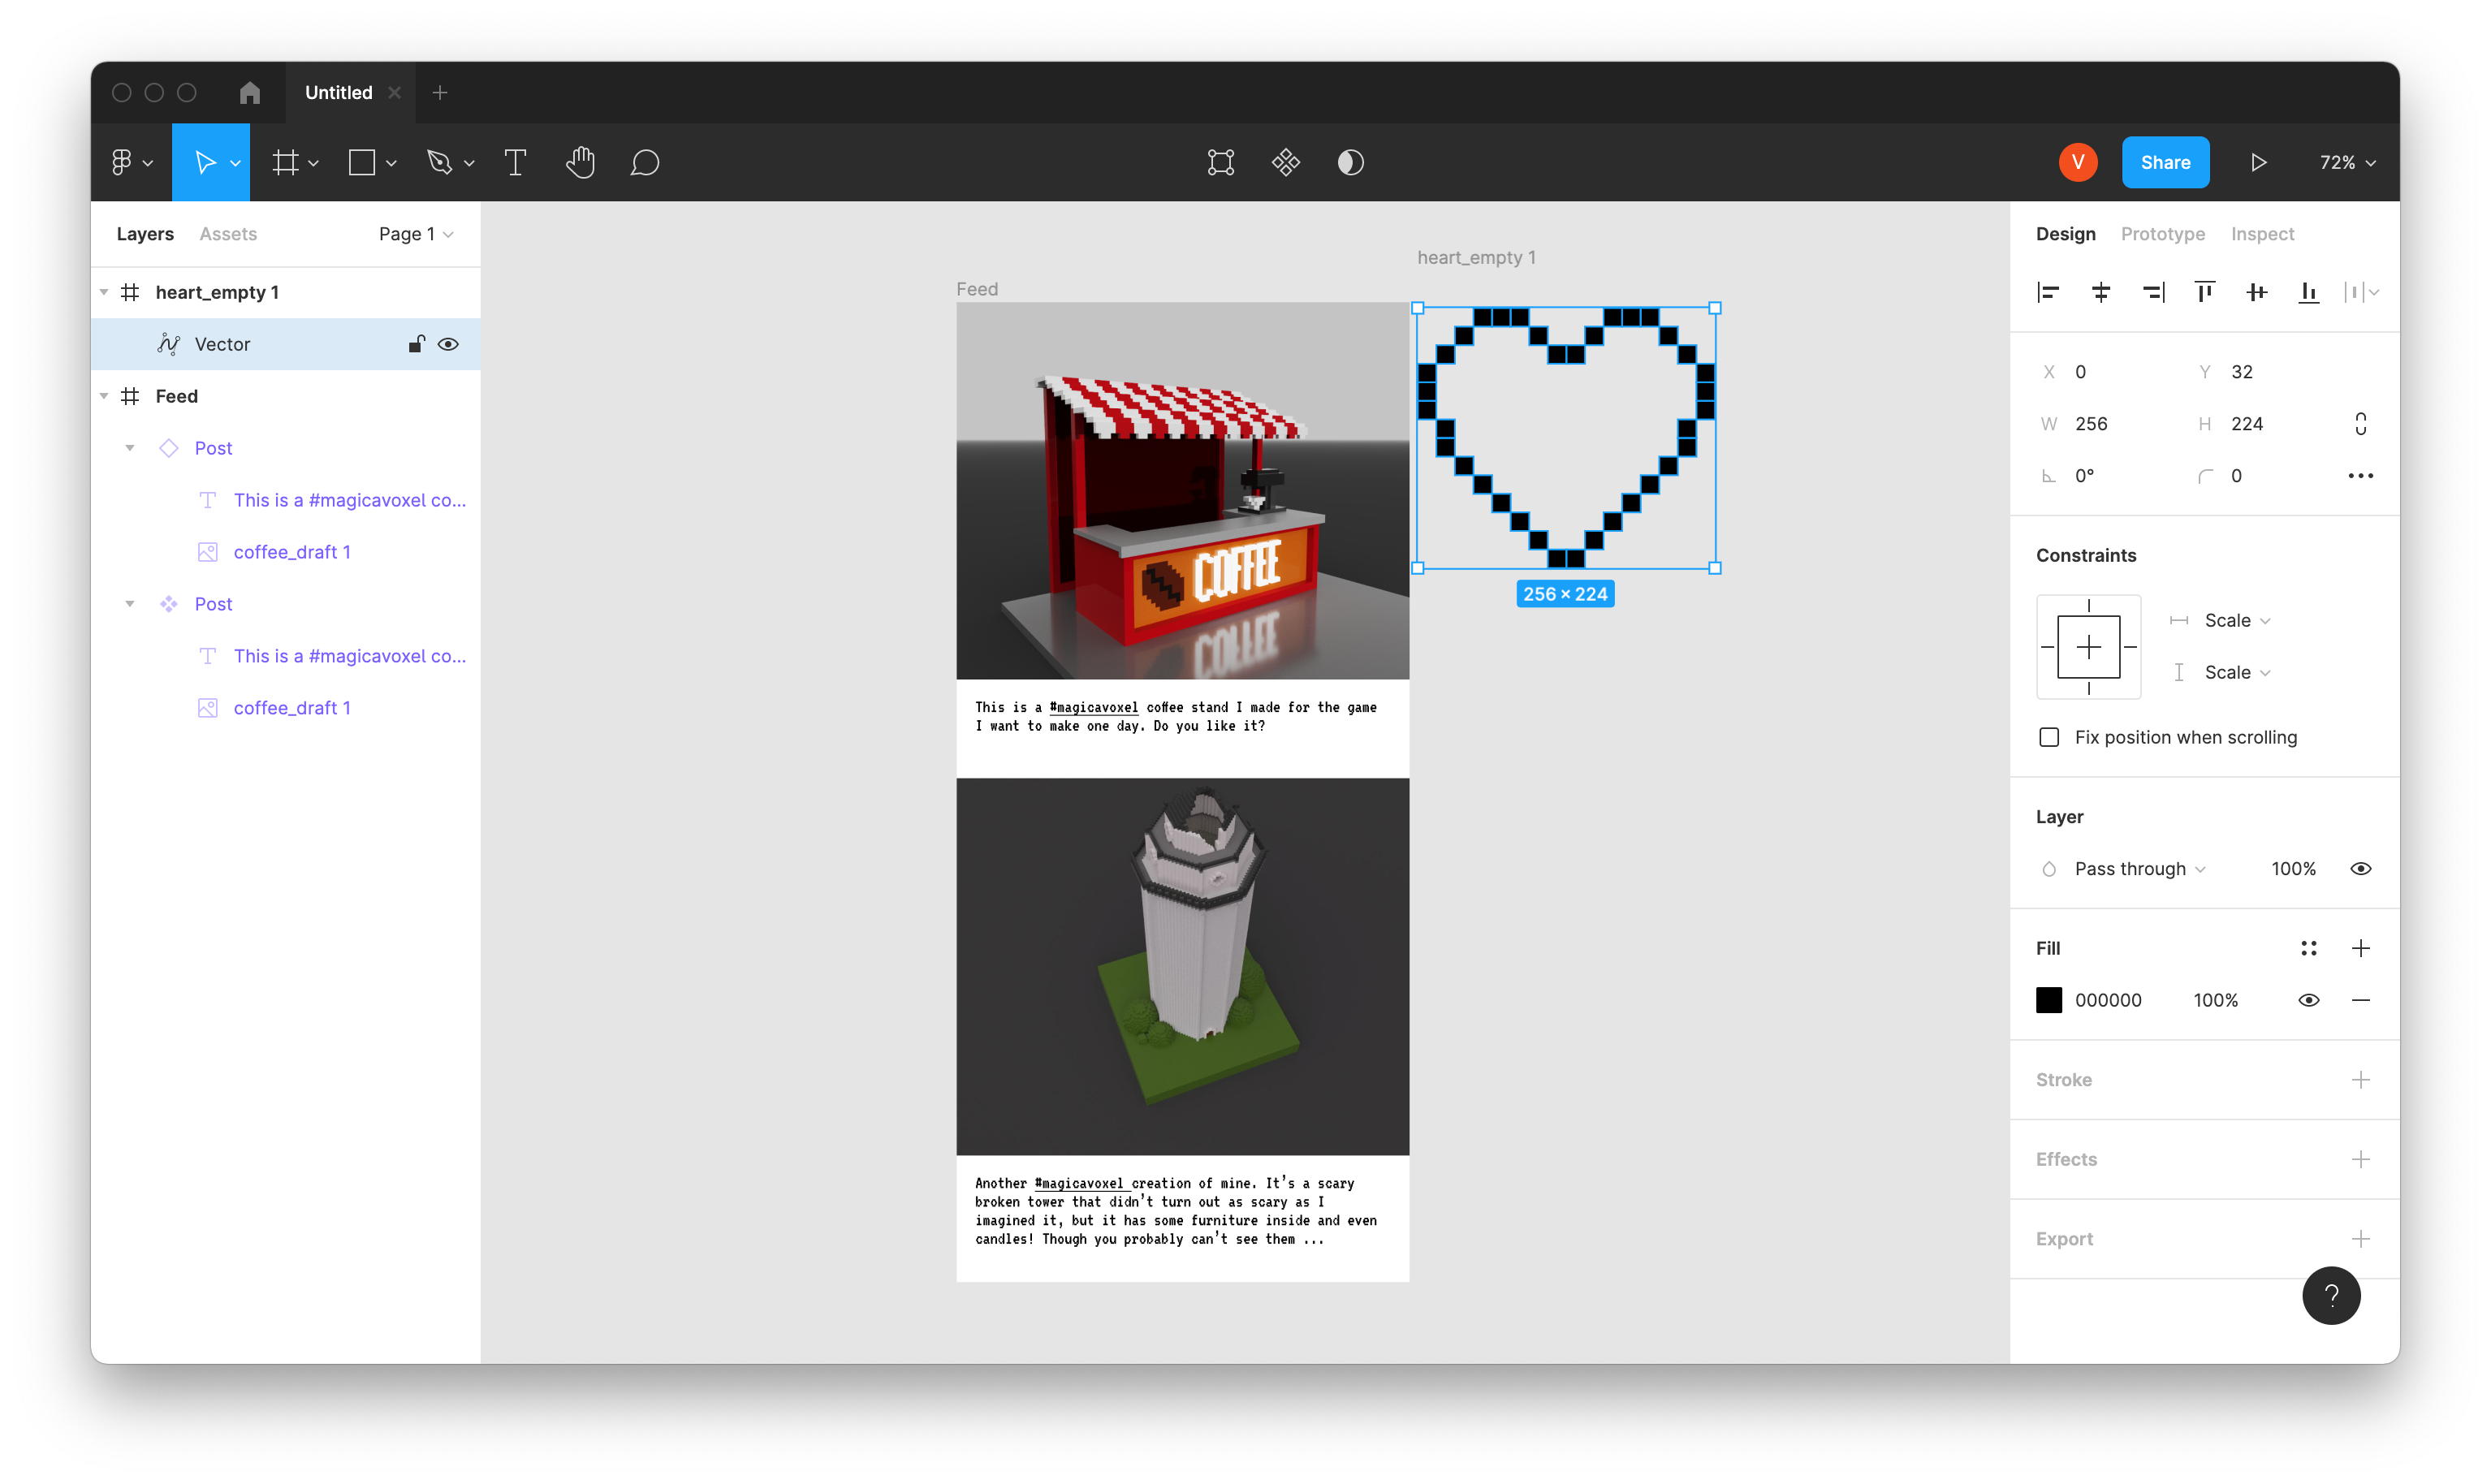 Untitled
V
Share
72%
Layers
Assets
Page 1
heart_empty 1
Vector
Feed
Post
This is a #magicavoxel co...
coffee_draft 1
Post
This is a #magicavoxel co...
coffee_draft 1
Feed
COFFEE
This is a #magicavoxel coffee stand I made for the game
I want to make one day. Do you like it?
Another #magicavoxel creation of mine. It's a scary
broken tower that didn't turn out as scary as I
imagined it, but it has some furniture inside and even
candles! Though you probably can't see them ...
heart_empty 1
256 × 224
Design
Prototype
Inspect
X 0
Y 32
W 256
H 224
0°
0
Constraints
Scale
Scale
Fix position when scrolling
Layer
Pass through
100%
Fill
000000
100%
Stroke
Effects
Export
?